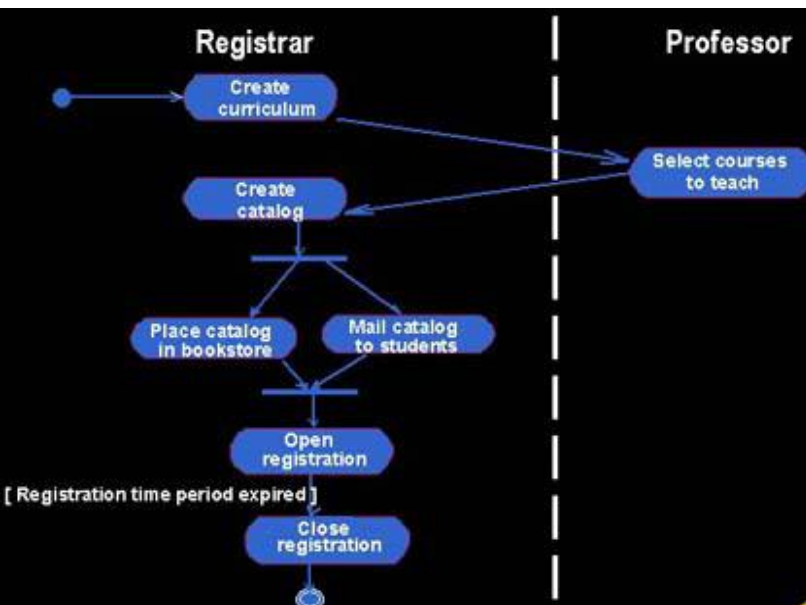 Registrar
Professor
Create
curriculum
Select courses
to teach
Create
catalog
Place catalog
in bookstore
Mail catalog
to students
Open
registration
[ Registration time period expired ]
Close
registration